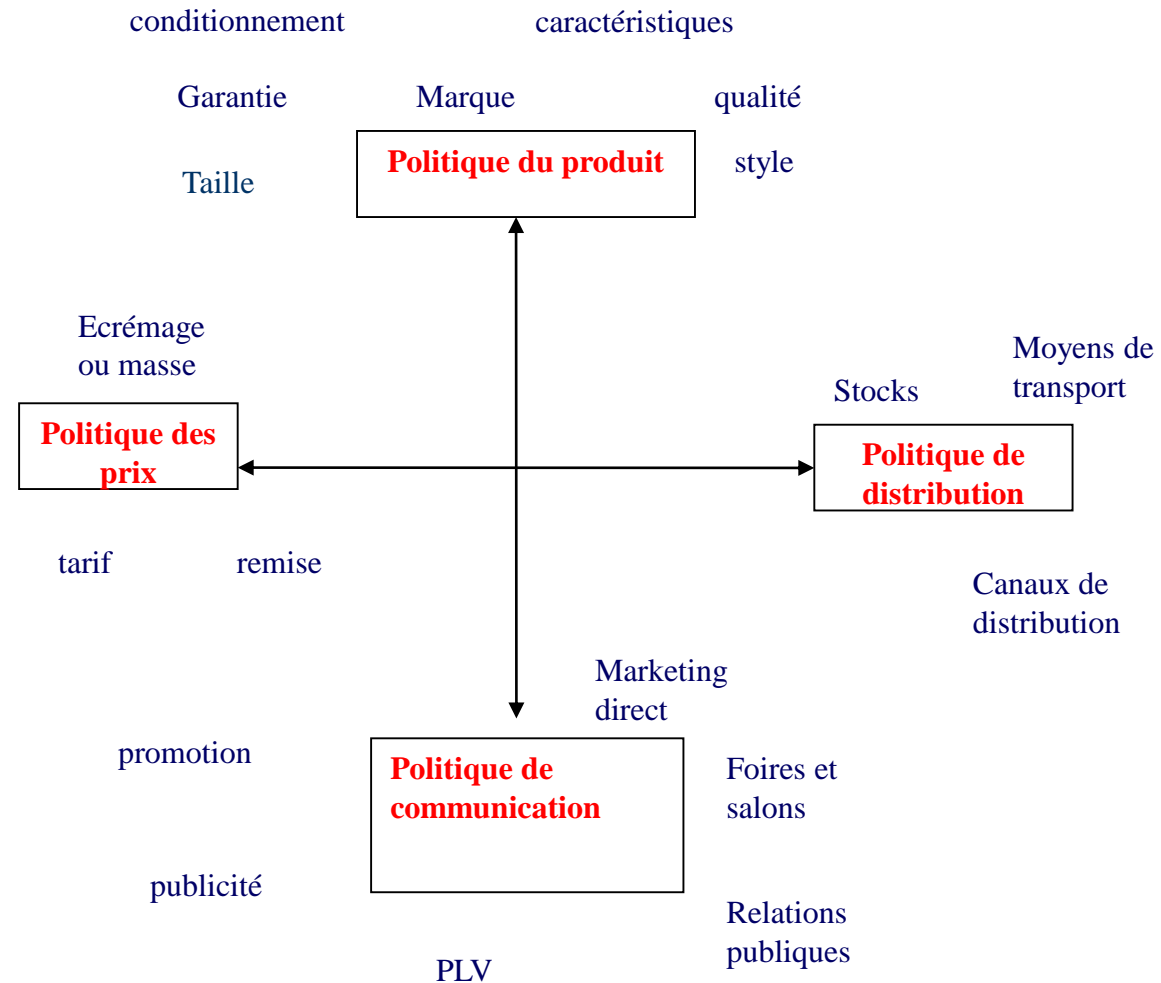 conditionnement
caractéristiques
Garantie
Marque
qualité
Politique du produit
style
Taille
Ecrémage
ou masse
Moyens de
transport
Stocks
Politique des
prix
Politique de
distribution
tarif
remise
Canaux de
distribution
Marketing
direct
promotion
Politique de
communication
Foires et
salons
publicité
Relations
publiques
PLV